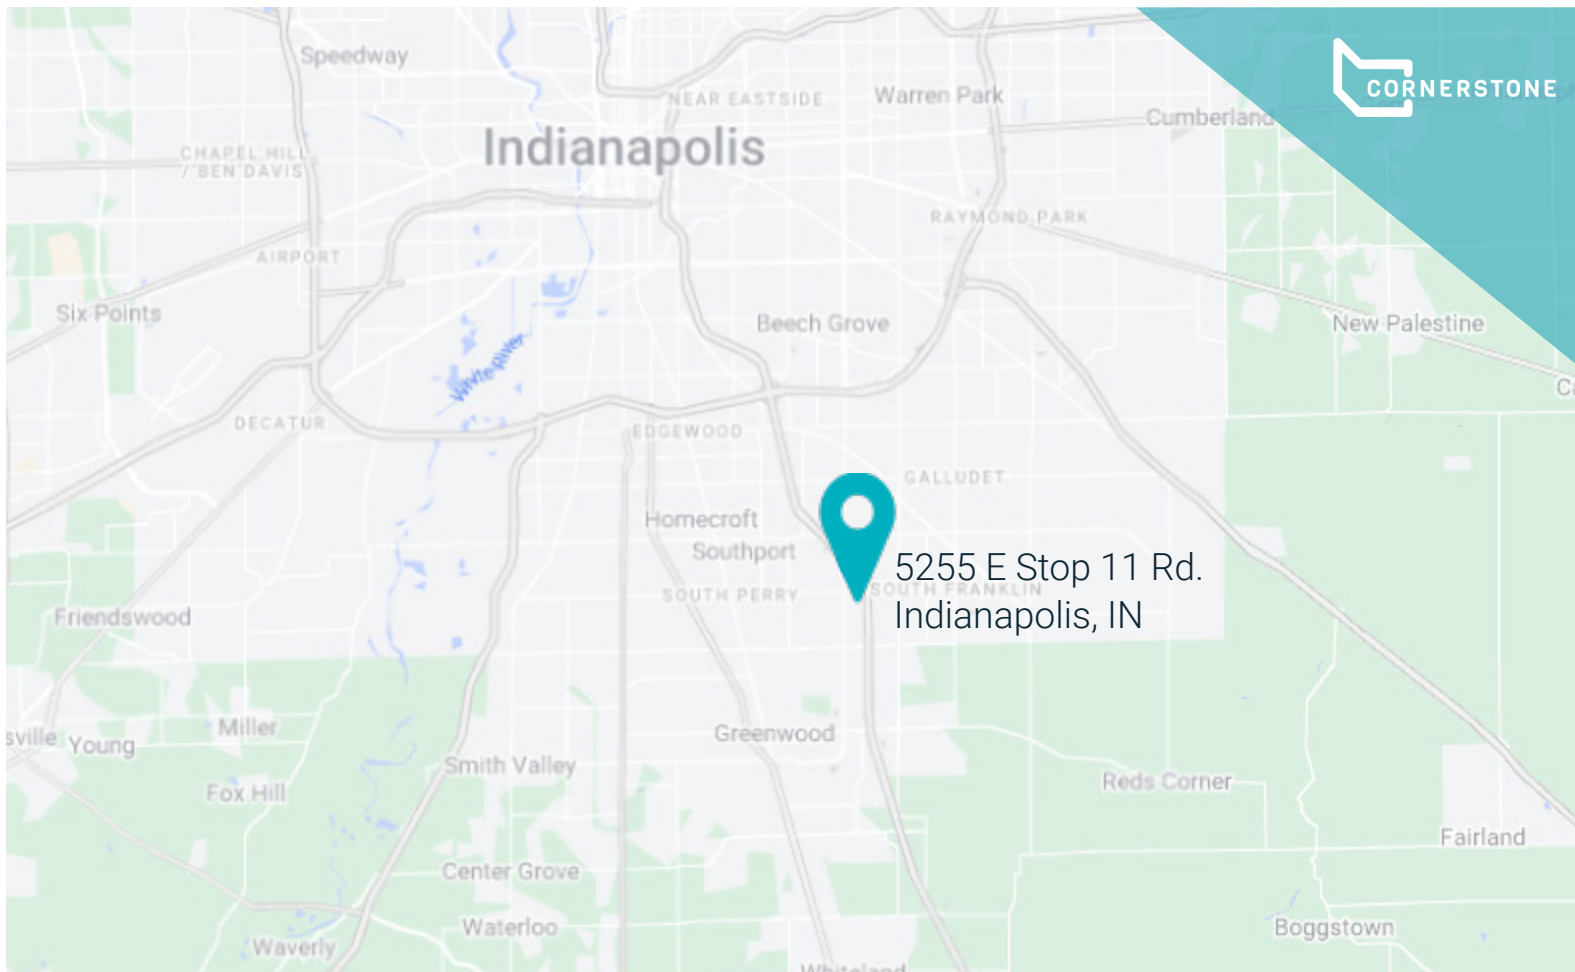 Speedway
CORNERSTONE
NEAR EASTSIDE
Warren Park
Cumberland
Indianapolis
CHAPEL HILL
/ BEN DAVIS
RAYMOND PARK
AIRPORT
Six Points
Beech Grove
New Palestine
White River
DECATUR
EDGEWOOD
GALLUDET
Homecroft
Southport
5255 E Stop 11 Rd.
SOUTH PERRY
SOUTH FRANKLIN
Indianapolis, IN
Friendswood
Miller
sville
Young
Greenwood
Smith Valley
Fox Hill
Reds Corner
Fairland
Center Grove
Waterloo
Boggstown
Waverly
Whiteland